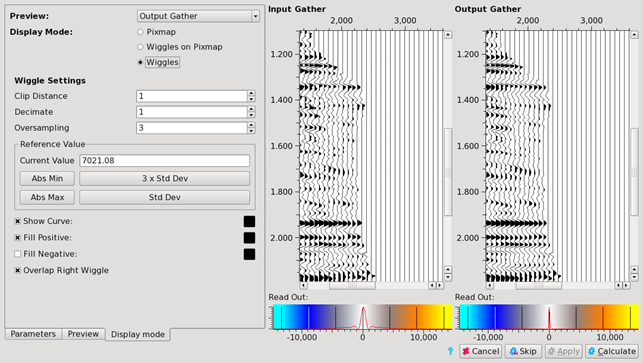 Preview: Output Gather
Display Mode: Pixmap
Wiggles on Pixmap
Wiggles
Wiggle Settings
Clip Distance 1
Decimate 1
Oversampling 3
Reference Value
Current Value 7021.08
Abs Min 3 x Std Dev
Abs Max Std Dev
Show Curve:
Fill Positive:
Fill Negative:
Overlap Right Wiggle
Parameters Preview Display mode
Input Gather Output Gather
2,000 3,000 2,000 3,000
1.200 1.200
1.400 1.400
1.600 1.600
1.800 1.800
2.000 2.000
Read Out: Read Out:
-10,000 0 10,000 -10,000 0 10,000
? Cancel Skip Apply Calculate